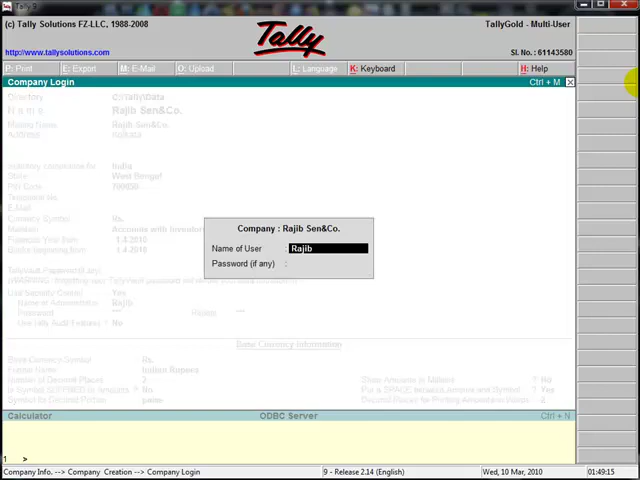 Tally 9
(c) Tally Solutions FZ-LLC, 1988-2008
TallyGold - Multi-User
Tally
http://www.tallysolutions.com
Sl. No.: 61143580
P: Print
E: Export
M: E-Mail
O: Upload
L: Language
K: Keyboard
H: Help
Company Login
Ctrl + M
Directory : C:\Tally\Data
Name : Rajib Sen&Co.
Mailing Name : Rajib Sen&Co.
Address
India
State : West Bengal
700050
Telephone No.
E-Mail
Currency Symbol : Rs.
Maintain : Accounts with Inventory
Financial Year from : 1.4.2010
Books beginning from : 1.4.2010
Company : Rajib Sen&Co.
Name of User : Rajib
Password (if any) :
Use Security Control : Yes
Name of Administrator : Rajib
Password : *** Repeat : ***
Use Tally Audit Feature ? No
Base Currency Information
Base Currency Symbol : Rs.
Formal Name : Indian Rupees
Number of Decimal Places : 2
Show Amounts in Millions ? No
Is Symbol SUFFIXED to Amounts ? No
Put a SPACE between Amount and Symbol ? Yes
Symbol for Decimal Portion : paise
Decimal Places for Printing Amounts in Words : 2
Calculator
ODBC Server
Ctrl + N
1 >
Company Info. --> Company Creation --> Company Login
9 - Release 2.14 (English)
Wed, 10 Mar, 2010
01:49:15